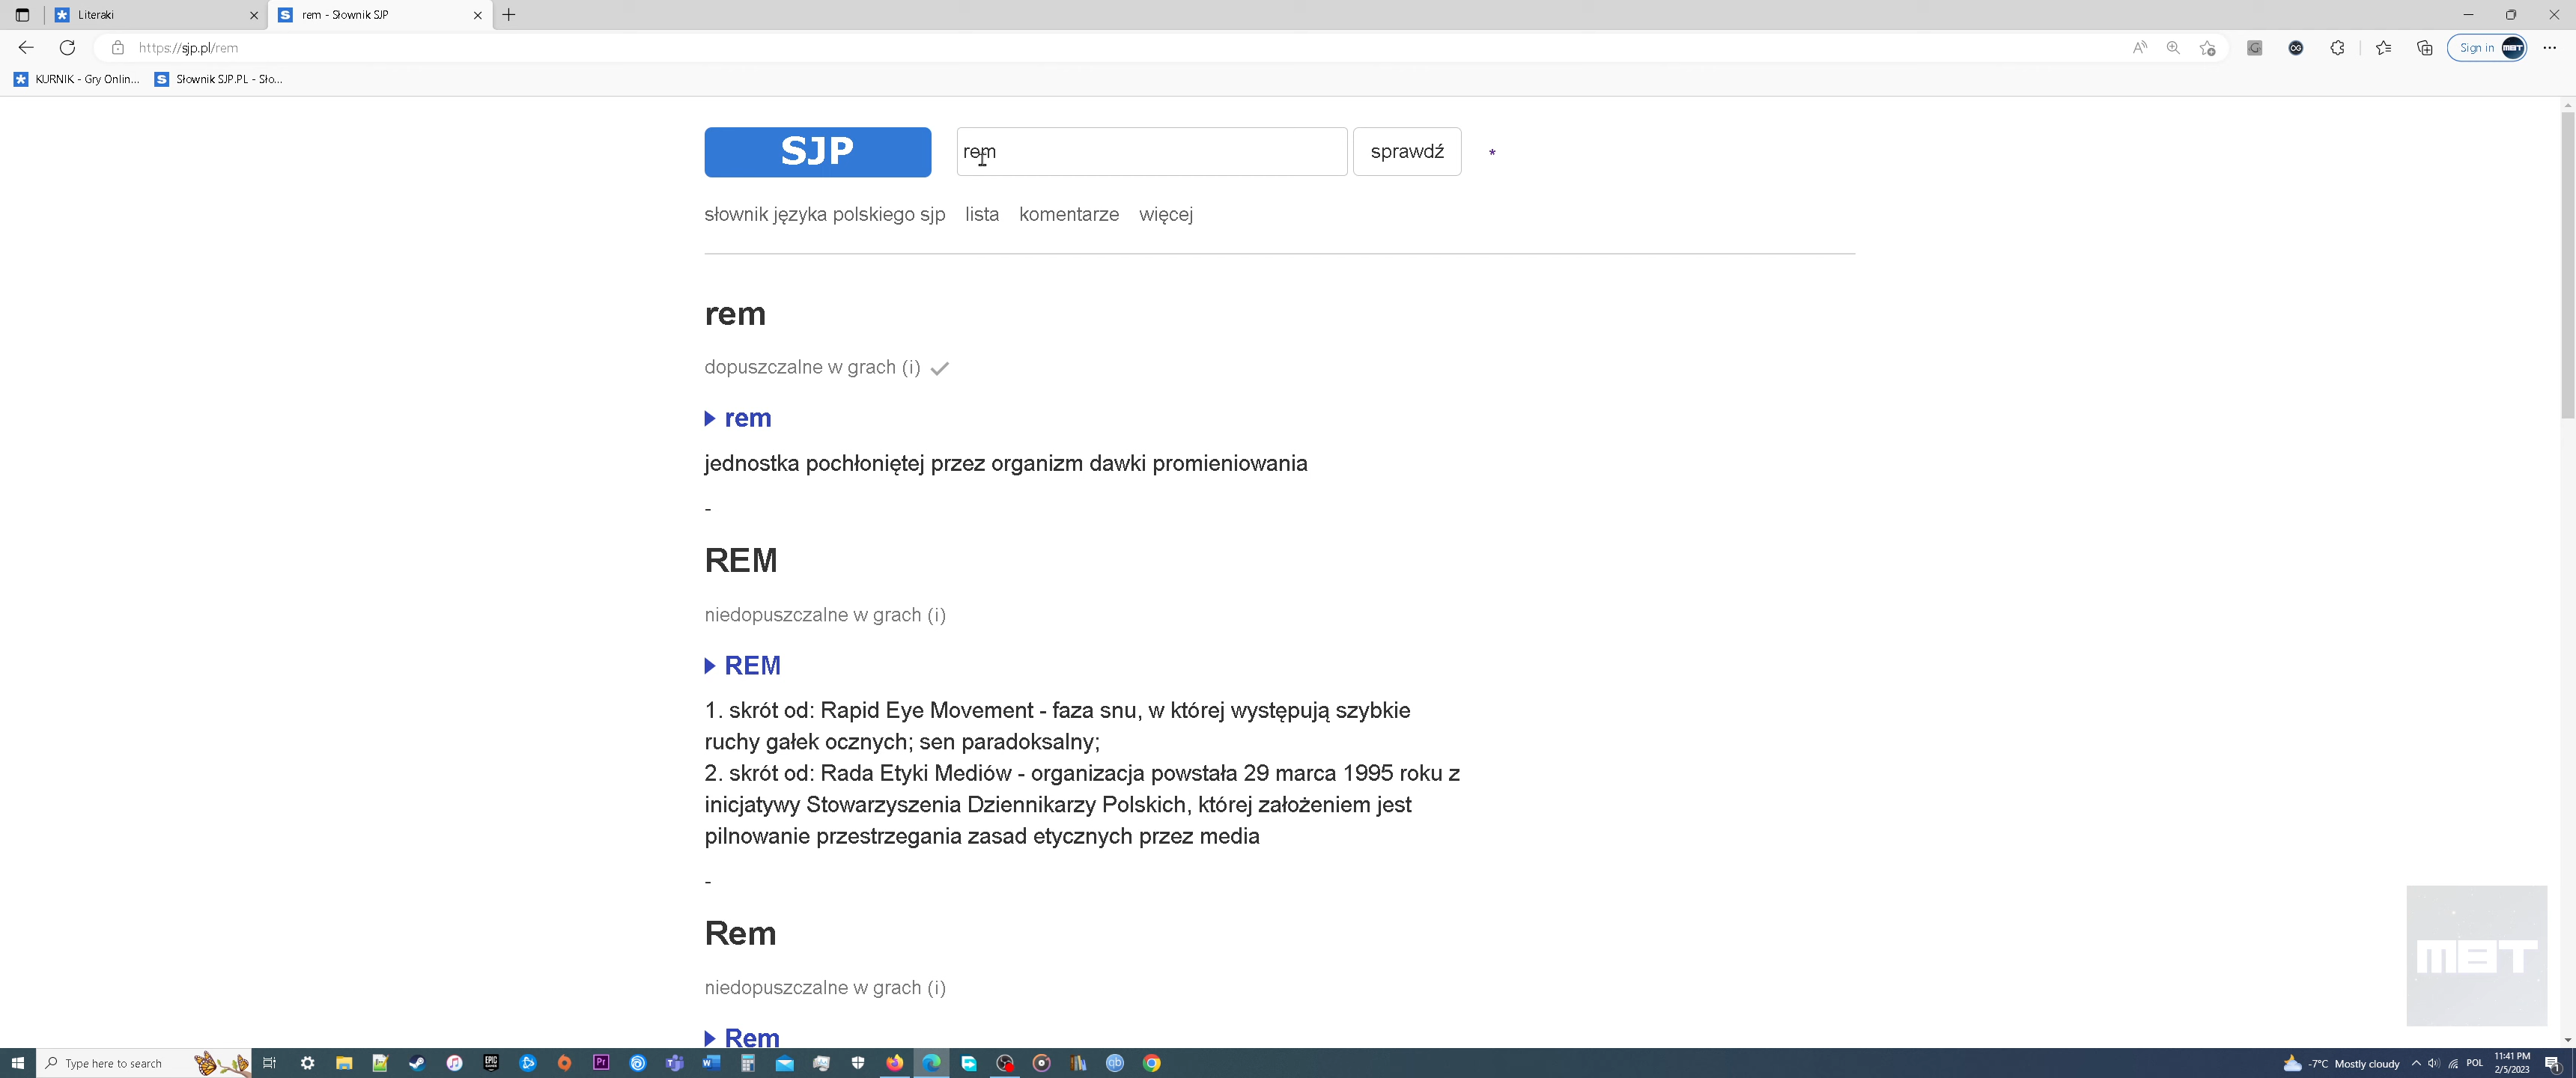 Literaki
rem - Słownik SJP
https://sjp.pl/rem
Sign in
KURNIK - Gry Onlin...
Słownik SJP.PL - Sło...
SJP
rem
sprawdź
*
słownik języka polskiego sjp lista komentarze więcej
rem
dopuszczalne w grach (i)
rem
jednostka pochłoniętej przez organizm dawki promieniowania
-
REM
niedopuszczalne w grach (i)
REM
1. skrót od: Rapid Eye Movement - faza snu, w której występują szybkie
ruchy gałek ocznych; sen paradoksalny;
2. skrót od: Rada Etyki Mediów - organizacja powstała 29 marca 1995 roku z
inicjatywy Stowarzyszenia Dziennikarzy Polskich, której założeniem jest
pilnowanie przestrzegania zasad etycznych przez media
-
Rem
niedopuszczalne w grach (i)
Rem
MBT
Type here to search
-7°C Mostly cloudy
POL
11:41 PM
2/5/2023